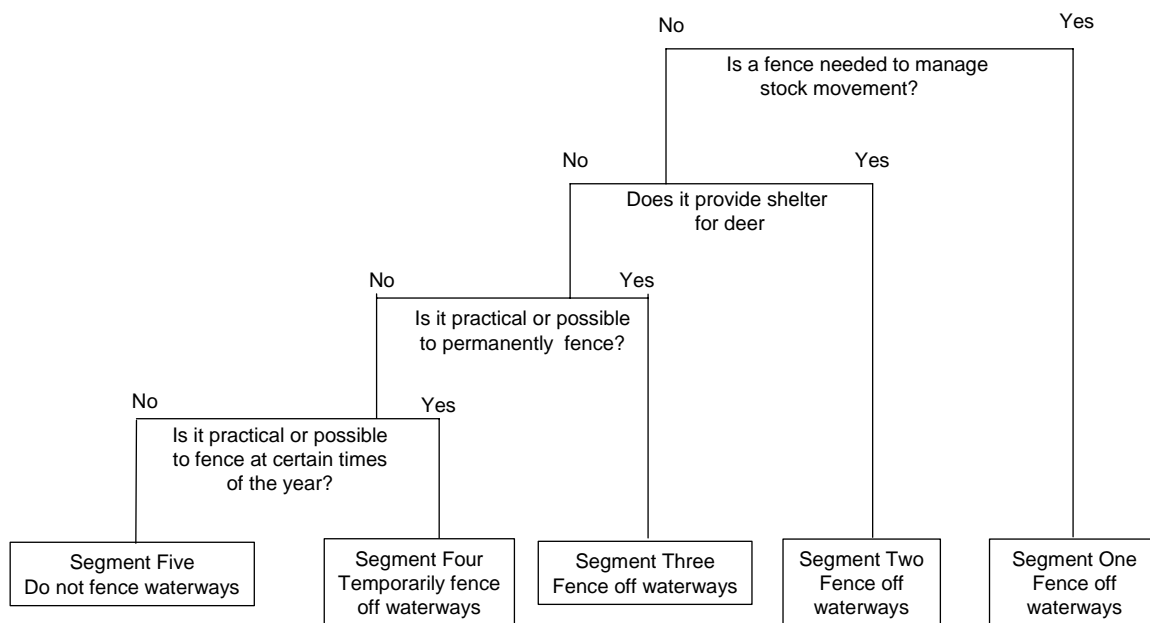 No
Yes
Is a fence needed to manage
stock movement?
No
Yes
Does it provide shelter
for deer
No
Yes
Is it practical or possible
to permanently fence?
No
Yes
Is it practical or possible
to fence at certain times
of the year?
Segment Five
Do not fence waterways
Segment Four
Temporarily fence
off waterways
Segment Three
Fence off waterways
Segment Two
Fence off
waterways
Segment One
Fence off
waterways